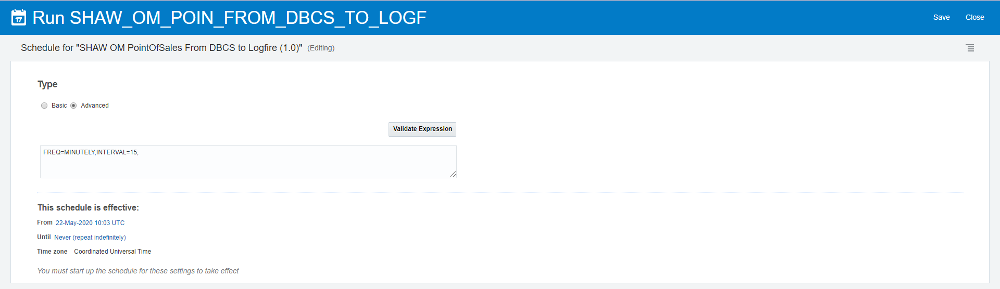 17
Run SHAW_OM_POIN_FROM_DBCS_TO_LOGF
Save Close
Schedule for "SHAW OM PointOfSales From DBCS to Logfire (1.0)" (Editing)
Type
Basic Advanced
Validate Expression
FREQ=MINUTELY,INTERVAL=15;
This schedule is effective:
From 22-May-2020 10:03 UTC
Until Never (repeat indefinitely)
Time zone Coordinated Universal Time
You must start up the schedule for these settings to take effect